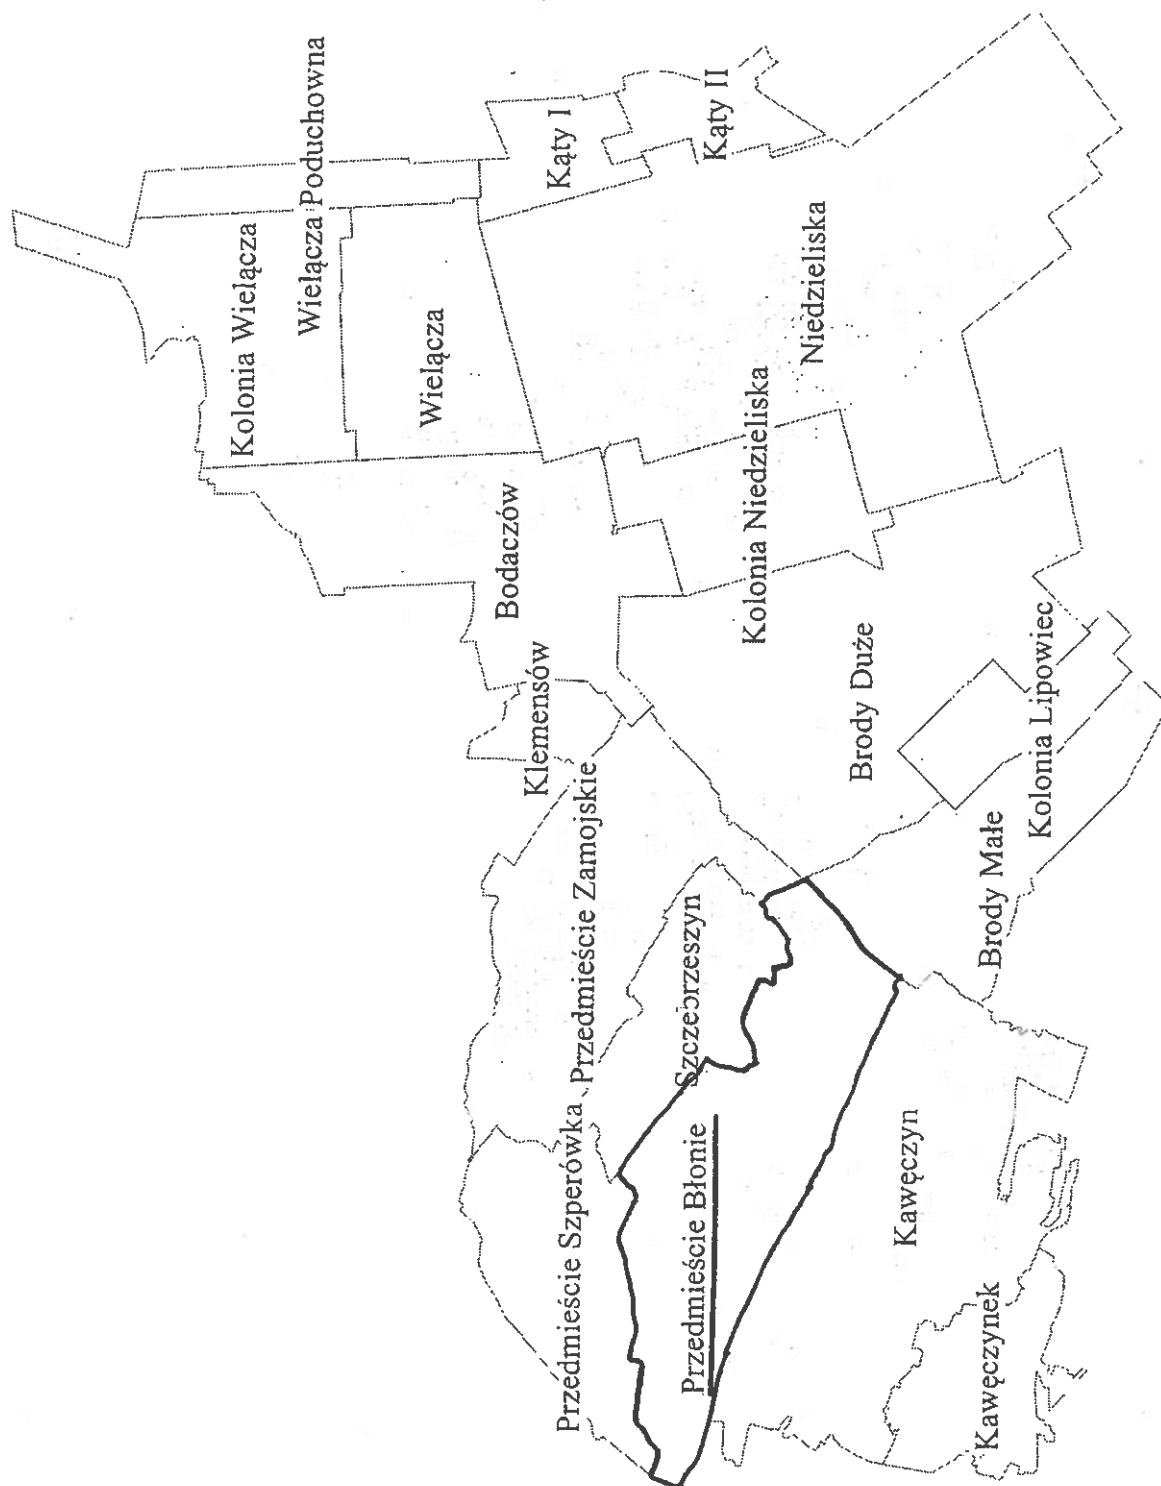 Kolonia Wielącza
Wielącza Poduchowna
Wielącza
Kąty I
Kąty II
Niedzieliska
Kolonia Niedzieliska
Bodaczów
Klemensów
Brody Duże
Kolonia Lipowiec
Brody Małe
Przedmieście Zamojskie
Szczebrzeszyn
Przedmieście Szperówka
Przedmieście Błonie
Kawęczyn
Kawęczynek